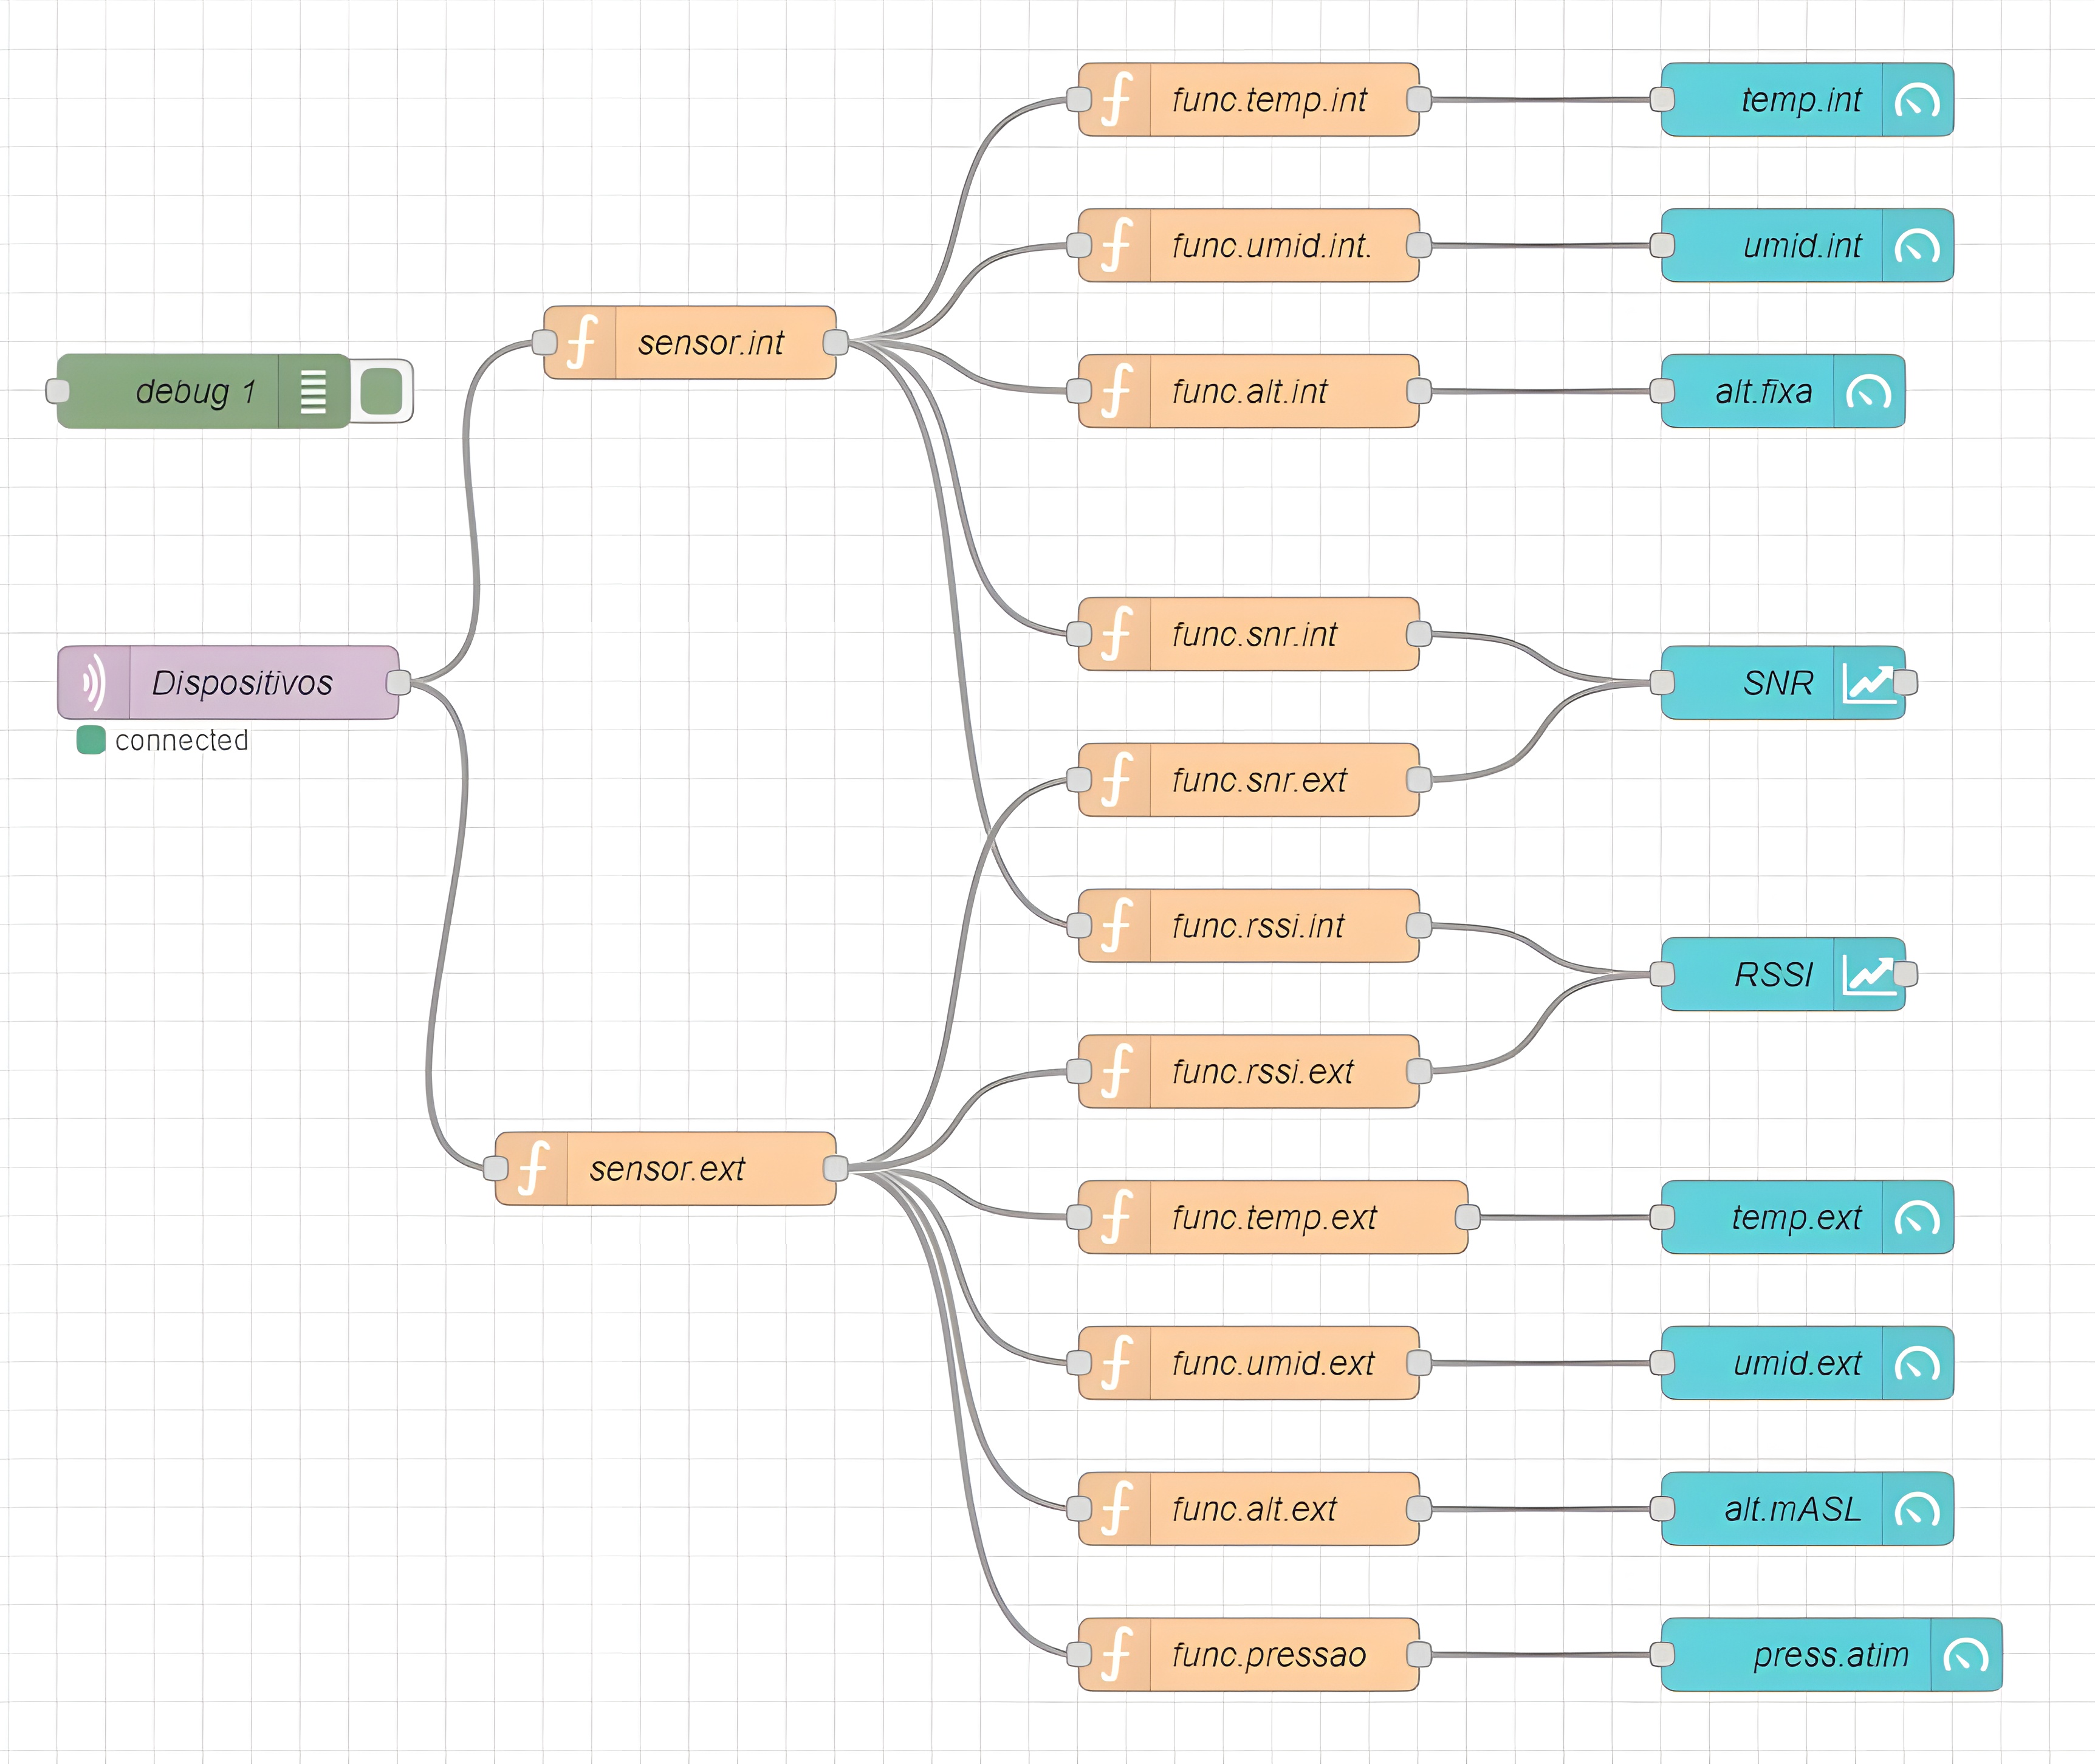 func.temp.int
temp.int
func.umid.int.
umid.int
sensor.int
debug 1
func.alt.int
alt.fixa
func.snr.int
Dispositivos
SNR
connected
func.snr.ext
func.rssi.int
RSSI
func.rssi.ext
sensor.ext
func.temp.ext
temp.ext
func.umid.ext
umid.ext
func.alt.ext
alt.mASL
func.pressao
press.atim